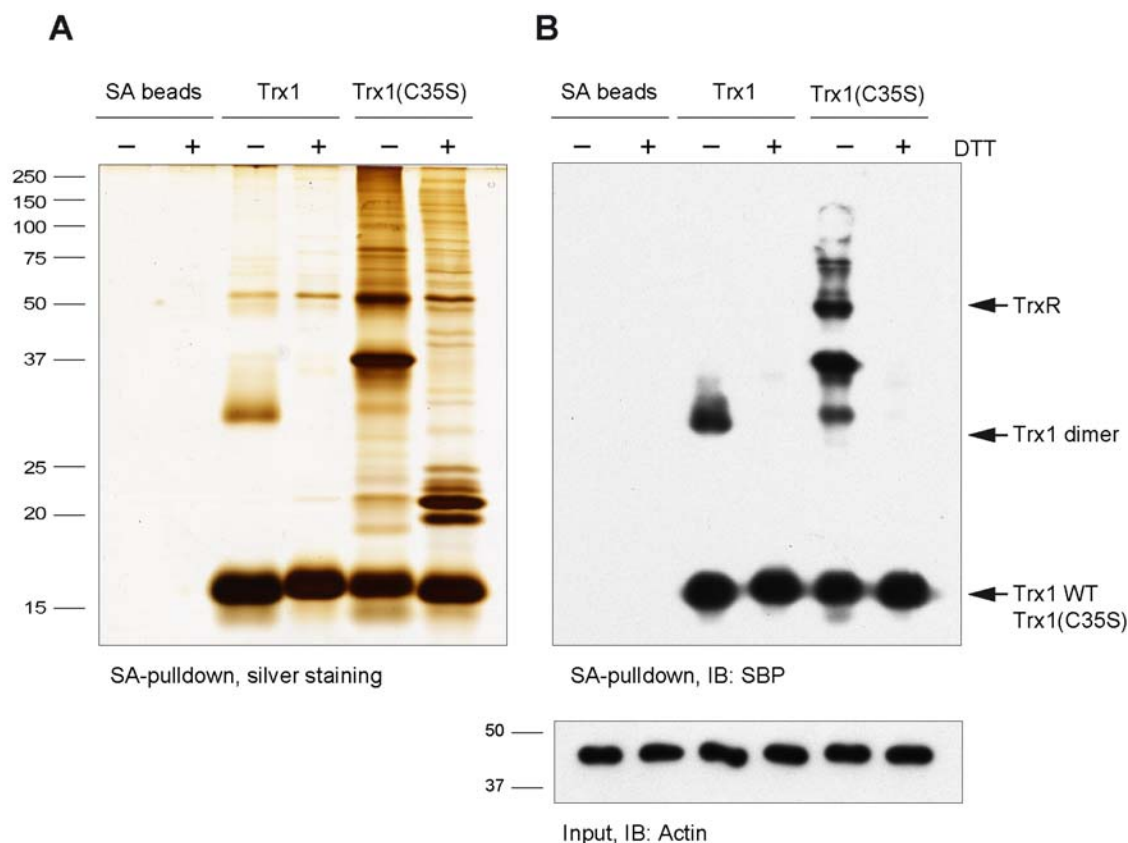 A
B
SA beads Trx1 Trx1(C35S)
SA beads Trx1 Trx1(C35S)
– + – + – +
– + – + – + DTT
250
150
100
75
50
37
25
20
15
TrxR
Trx1 dimer
Trx1 WT
Trx1(C35S)
SA-pulldown, silver staining
SA-pulldown, IB: SBP
50
37
Input, IB: Actin